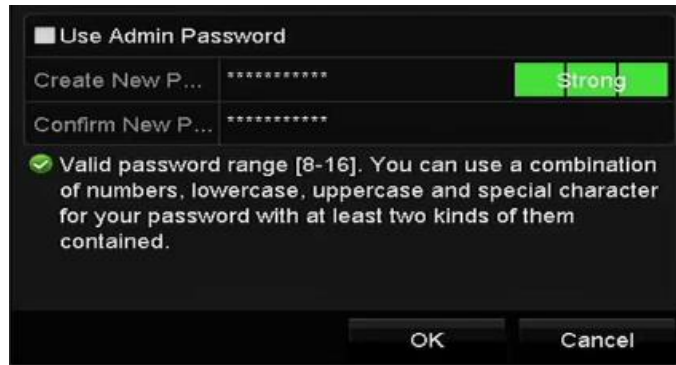 Use Admin Password
Create New P... *********** Strong
Confirm New P... ***********
Valid password range [8-16]. You can use a combination
of numbers, lowercase, uppercase and special character
for your password with at least two kinds of them
contained.
OK Cancel